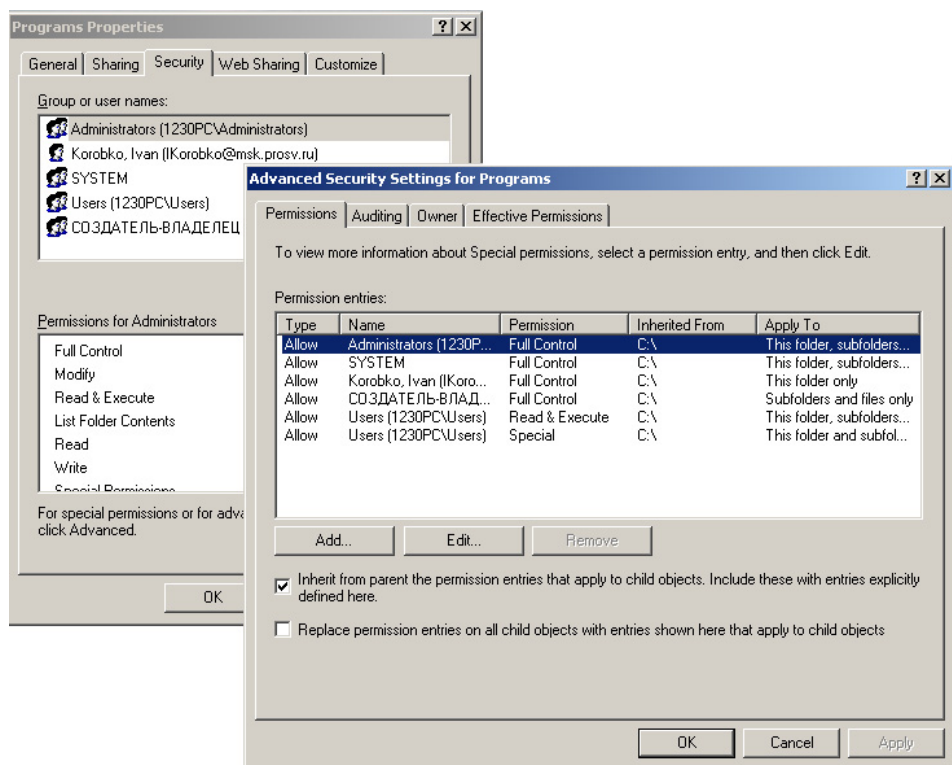 Programs Properties
General Sharing Security Web Sharing Customize
Group or user names:
Administrators (1230PC\Administrators)
Korobko, Ivan (IKorobko@msk.prosv.ru)
SYSTEM
Users (1230PC\Users)
СОЗДАТЕЛЬ-ВЛАДЕЛЕЦ
Permissions for Administrators
Full Control
Modify
Read & Execute
List Folder Contents
Read
Write
Special Permissions
For special permissions or for adva
click Advanced.
OK
Advanced Security Settings for Programs
Permissions Auditing Owner Effective Permissions
To view more information about Special permissions, select a permission entry, and then click Edit.
Permission entries:
Type Name Permission Inherited From Apply To
Allow Administrators (1230P... Full Control C:\ This folder, subfolders...
Allow SYSTEM Full Control C:\ This folder, subfolders...
Allow Korobko, Ivan (IKoro... Full Control C:\ This folder only
Allow СОЗДАТЕЛЬ-ВЛАД... Full Control C:\ Subfolders and files only
Allow Users (1230PC\Users) Read & Execute C:\ This folder, subfolders...
Allow Users (1230PC\Users) Special C:\ This folder and subfol...
Add... Edit... Remove
Inherit from parent the permission entries that apply to child objects. Include these with entries explicitly
defined here.
Replace permission entries on all child objects with entries shown here that apply to child objects
OK Cancel Apply